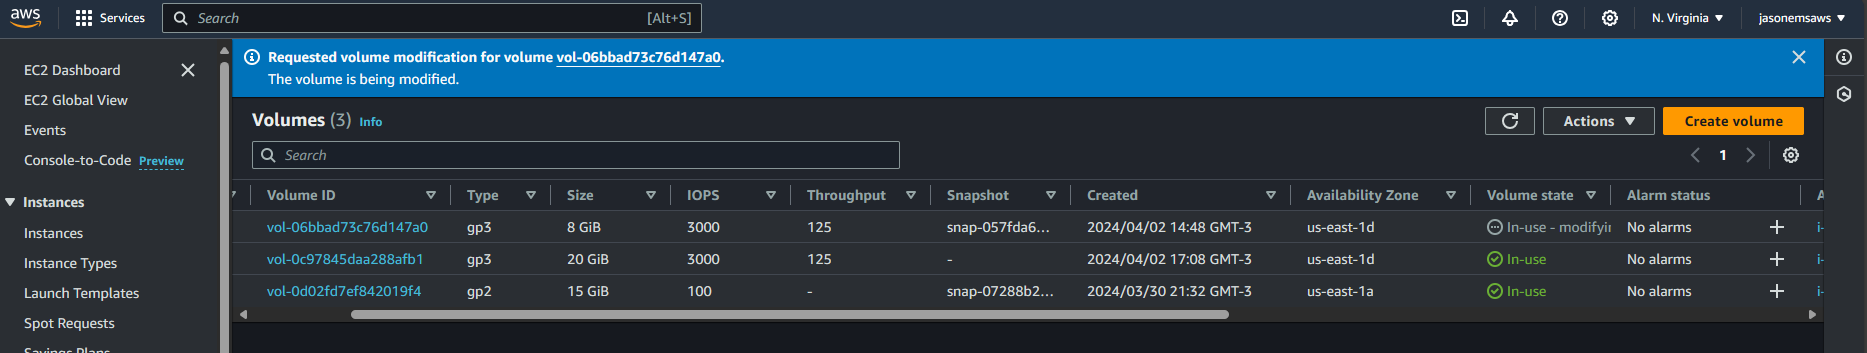 aws Services Search [Alt+S] N. Virginia jasonemsaws
EC2 Dashboard
EC2 Global View
Events
Console-to-Code Preview
Instances
Instances
Instance Types
Launch Templates
Spot Requests
Savings Plans
Requested volume modification for volume vol-06bbad73c76d147a0.
The volume is being modified.
Volumes (3) Info Actions Create volume
Search 1
Volume ID Type Size IOPS Throughput Snapshot Created Availability Zone Volume state Alarm status A
vol-06bbad73c76d147a0 gp3 8 GiB 3000 125 snap-057fda6... 2024/04/02 14:48 GMT-3 us-east-1d In-use - modifyin No alarms i-
vol-0c97845daa288afb1 gp3 20 GiB 3000 125 - 2024/04/02 17:08 GMT-3 us-east-1d In-use No alarms i-
vol-0d02fd7ef842019f4 gp2 15 GiB 100 - snap-07288b2... 2024/03/30 21:32 GMT-3 us-east-1a In-use No alarms i-